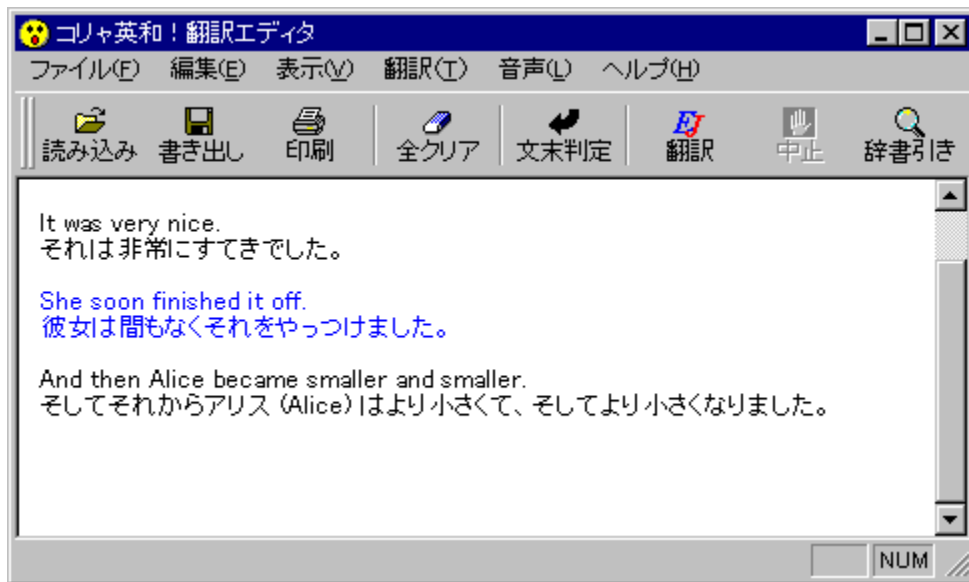 コリャ英和！翻訳エディタ
ファイル(F) 編集(E) 表示(V) 翻訳(T) 音声(L) ヘルプ(H)
読み込み 書き出し 印刷 全クリア 文末判定 EJ 翻訳 中止 辞書引き
It was very nice.
それは非常にすてきでした。
She soon finished it off.
彼女は間もなくそれをやっつけました。
And then Alice became smaller and smaller.
そしてそれからアリス (Alice) はより小さくて、そしてより小さくなりました。
NUM